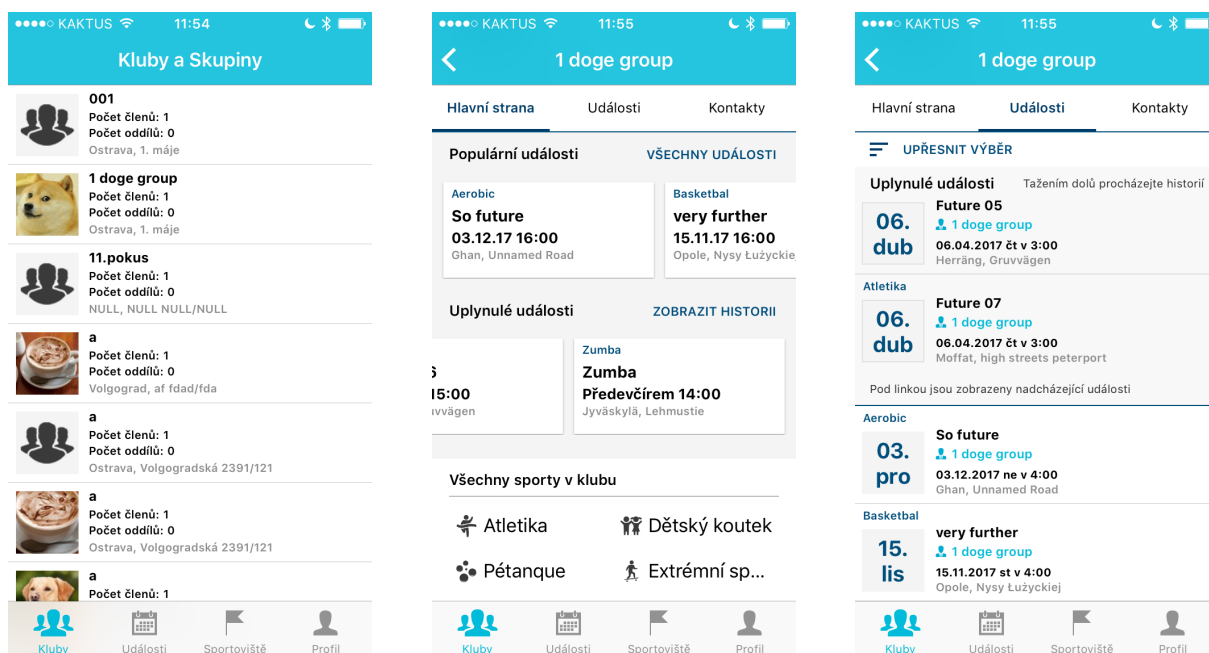 KAKTUS 11:54
Kluby a Skupiny
001
Počet členů: 1
Počet oddílů: 0
Ostrava, 1. máje
1 doge group
Počet členů: 1
Počet oddílů: 0
Ostrava, 1. máje
11.pokus
Počet členů: 1
Počet oddílů: 0
NULL, NULL NULL/NULL
a
Počet členů: 1
Počet oddílů: 0
Volgograd, af fdad/fda
a
Počet členů: 1
Počet oddílů: 0
Ostrava, Volgogradská 2391/121
a
Počet členů: 1
Počet oddílů: 0
Ostrava, Volgogradská 2391/121
a
Počet členů: 1
Kluby Události Sportoviště Profil
KAKTUS 11:55
1 doge group
Hlavní strana Události Kontakty
Populární události VŠECHNY UDÁLOSTI
Aerobic
So future
03.12.17 16:00
Ghan, Unnamed Road
Basketbal
very further
15.11.17 16:00
Opole, Nysy Łużyckiej
Uplynulé události ZOBRAZIT HISTORII
15:00
Zumba
Zumba
Předevčírem 14:00
Jyväskylä, Lehmustie
Všechny sporty v klubu
Atletika Dětský koutek
Pétanque Extrémní sp...
Kluby Události Sportoviště Profil
KAKTUS 11:55
1 doge group
Hlavní strana Události Kontakty
UPŘESNIT VÝBĚR
Uplynulé události Tažením dolů procházejte historií
06.
dub
Future 05
1 doge group
06.04.2017 čt v 3:00
Herräng, Gruvvägen
Atletika
06.
dub
Future 07
1 doge group
06.04.2017 čt v 3:00
Moffat, high streets peterport
Pod linkou jsou zobrazeny nadcházející události
Aerobic
03.
pro
So future
1 doge group
03.12.2017 ne v 4:00
Ghan, Unnamed Road
Basketbal
15.
lis
very further
1 doge group
15.11.2017 st v 4:00
Opole, Nysy Łużyckiej
Kluby Události Sportoviště Profil